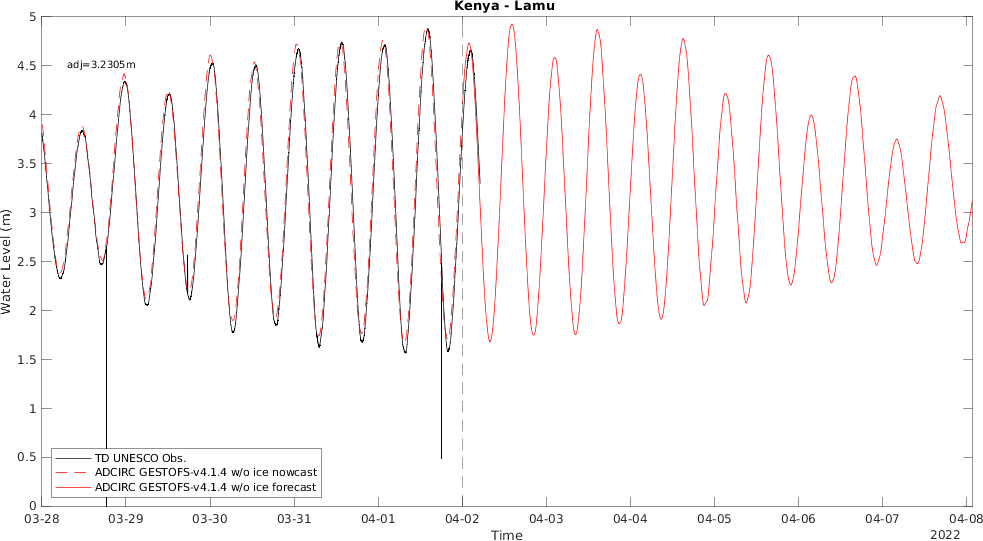 Kenya - Lamu
adj=3.2305m
Water Level (m)
5
4.5
4
3.5
3
2.5
2
1.5
1
0.5
0
TD UNESCO Obs.
ADCIRC GESTOFS-v4.1.4 w/o ice nowcast
ADCIRC GESTOFS-v4.1.4 w/o ice forecast
03-28 03-29 03-30 03-31 04-01 04-02 04-03 04-04 04-05 04-06 04-07 04-08
Time
2022